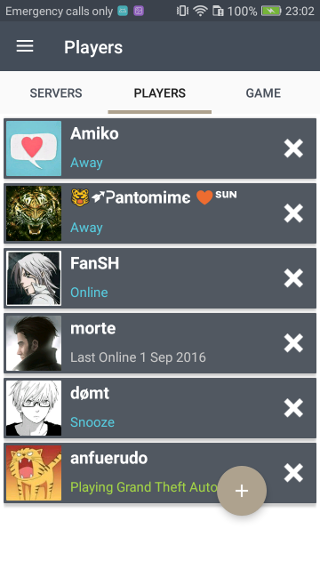 Emergency calls only 100% 23:02
Players
SERVERS PLAYERS GAME
Amiko
Away
🐯➶Ꭾantomimє 🧡ˢᵁᴺ
Away
FanSH
Online
morte
Last Online 1 Sep 2016
dømt
Snooze
anfuerudo
Playing Grand Theft Auto
+